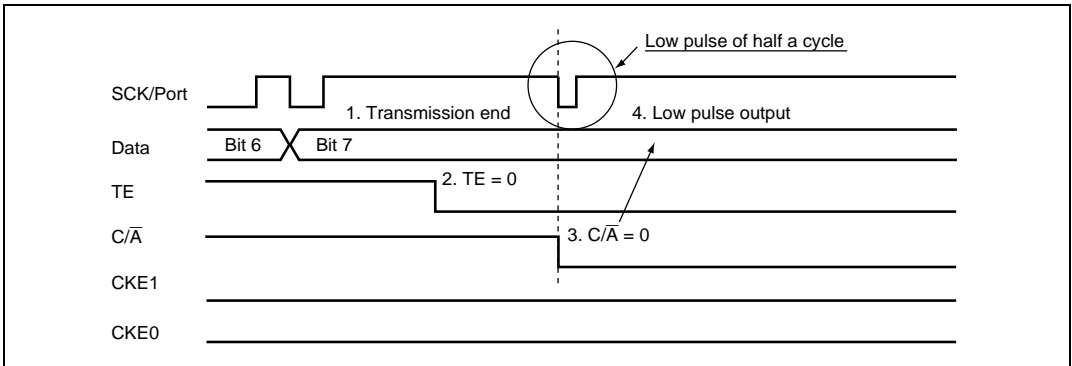 Low pulse of half a cycle
SCK/Port
1. Transmission end
4. Low pulse output
Data
Bit 6
Bit 7
TE
2. TE = 0
C/A̅
3. C/A̅ = 0
CKE1
CKE0